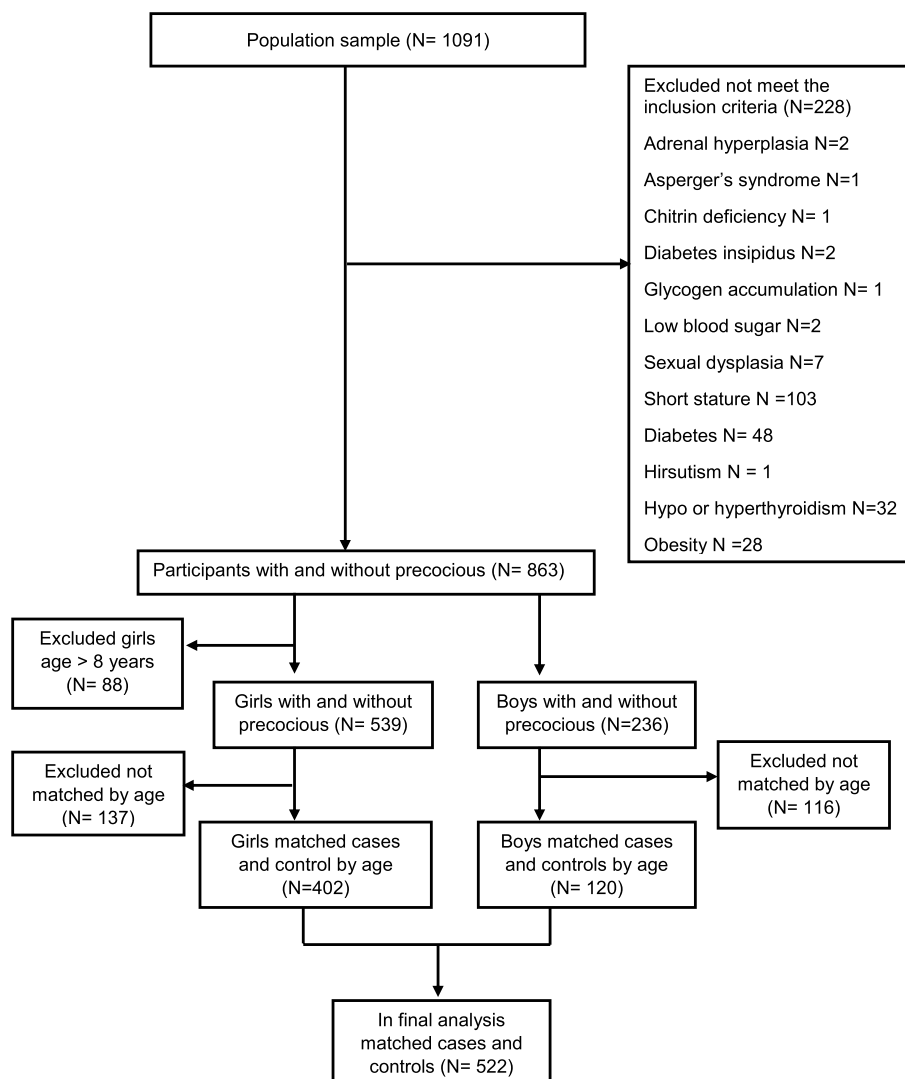 Population sample (N= 1091)
Excluded not meet the
inclusion criteria (N=228)
Adrenal hyperplasia N=2
Asperger’s syndrome N=1
Chitrin deficiency N= 1
Diabetes insipidus N=2
Glycogen accumulation N= 1
Low blood sugar N=2
Sexual dysplasia N=7
Short stature N =103
Diabetes N= 48
Hirsutism N = 1
Hypo or hyperthyroidism N=32
Obesity N =28
Participants with and without precocious (N= 863)
Excluded girls
age > 8 years
(N= 88)
Girls with and without
precocious (N= 539)
Boys with and without
precocious (N=236)
Excluded not
matched by age
(N= 137)
Excluded not
matched by age
(N= 116)
Girls matched cases
and control by age
(N=402)
Boys matched cases
and controls by age
(N= 120)
In final analysis
matched cases and
controls (N= 522)